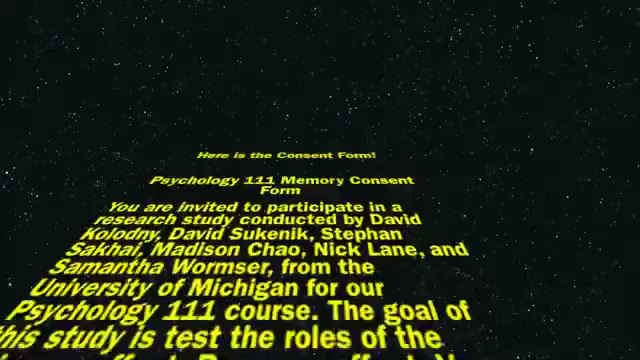 Here is the Consent Form!
Psychology 111 Memory Consent
Form
You are invited to participate in a
research study conducted by David
Kolodny, David Sukenik, Stephan
Sakhai, Madison Chao, Nick Lane, and
Samantha Wormser, from the
University of Michigan for our
Psychology 111 course. The goal of
this study is test the roles of the